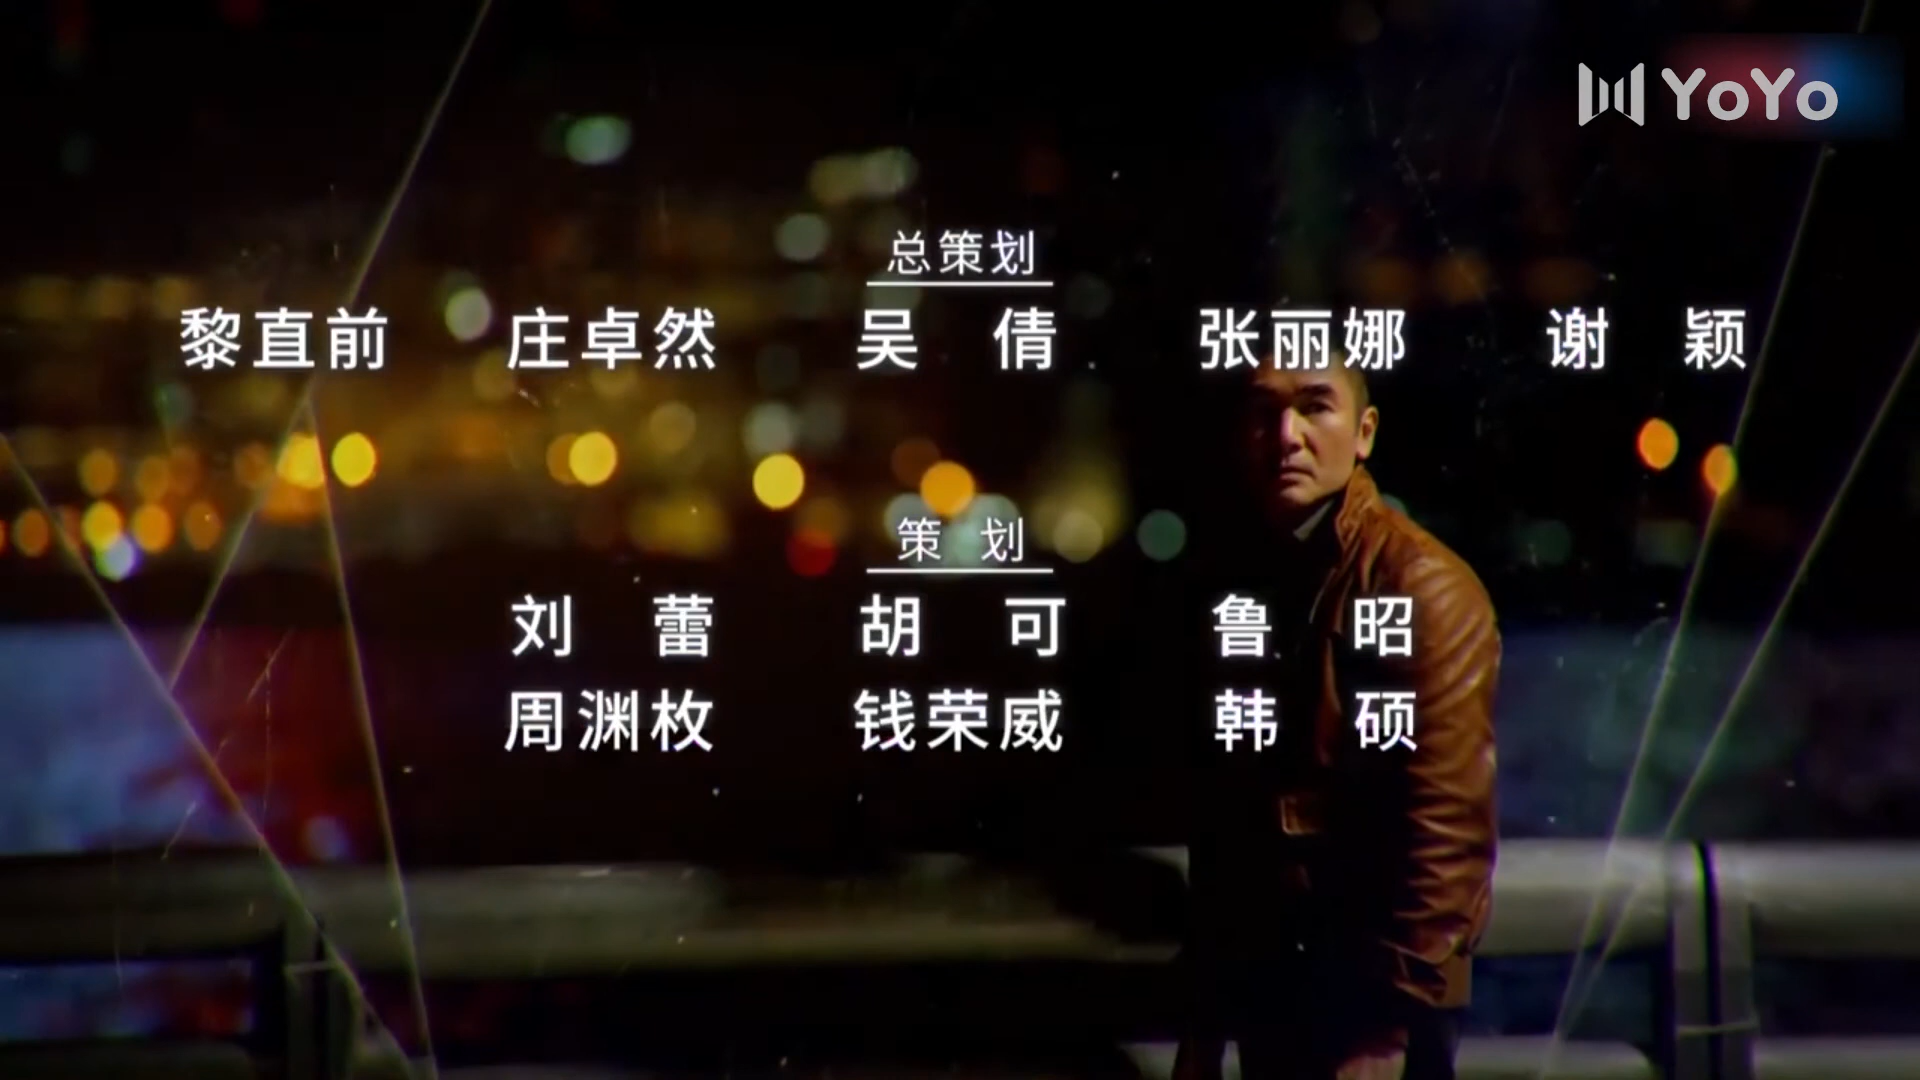 YoYo
总策划
黎直前 庄卓然 吴倩 张丽娜 谢颖
策划
刘蕾 胡可 鲁昭
周渊枚 钱荣威 韩硕